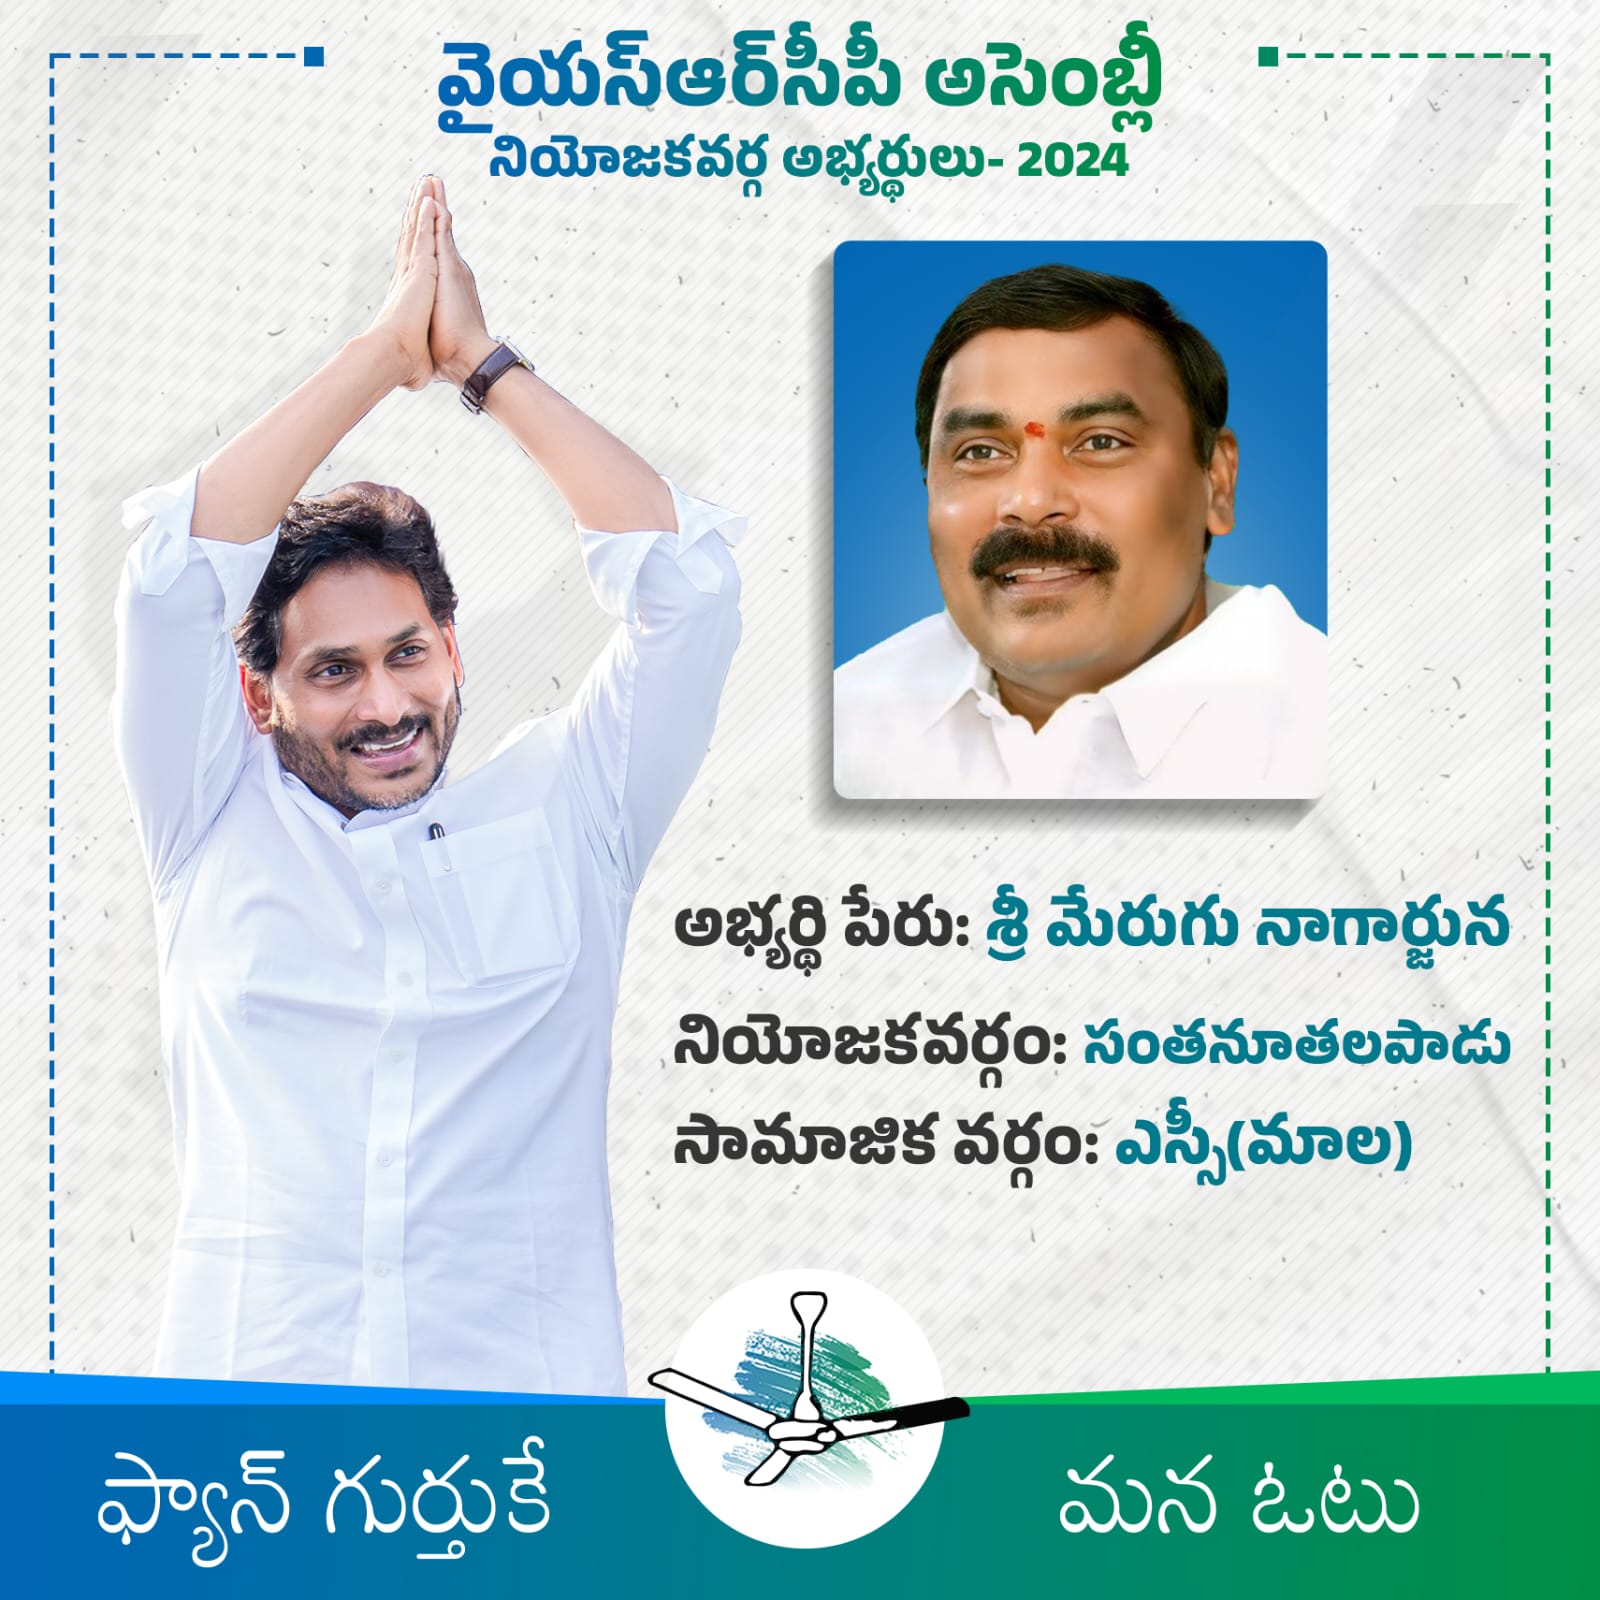 వైయస్ఆర్‌సీపీ అసెంబ్లీ
నియోజకవర్గ అభ్యర్థులు- 2024
అభ్యర్థి పేరు: శ్రీ మేరుగు నాగార్జున
నియోజకవర్గం: సంతనూతలపాడు
సామాజిక వర్గం: ఎస్సీ(మాల)
ఫ్యాన్ గుర్తుకే మన ఓటు